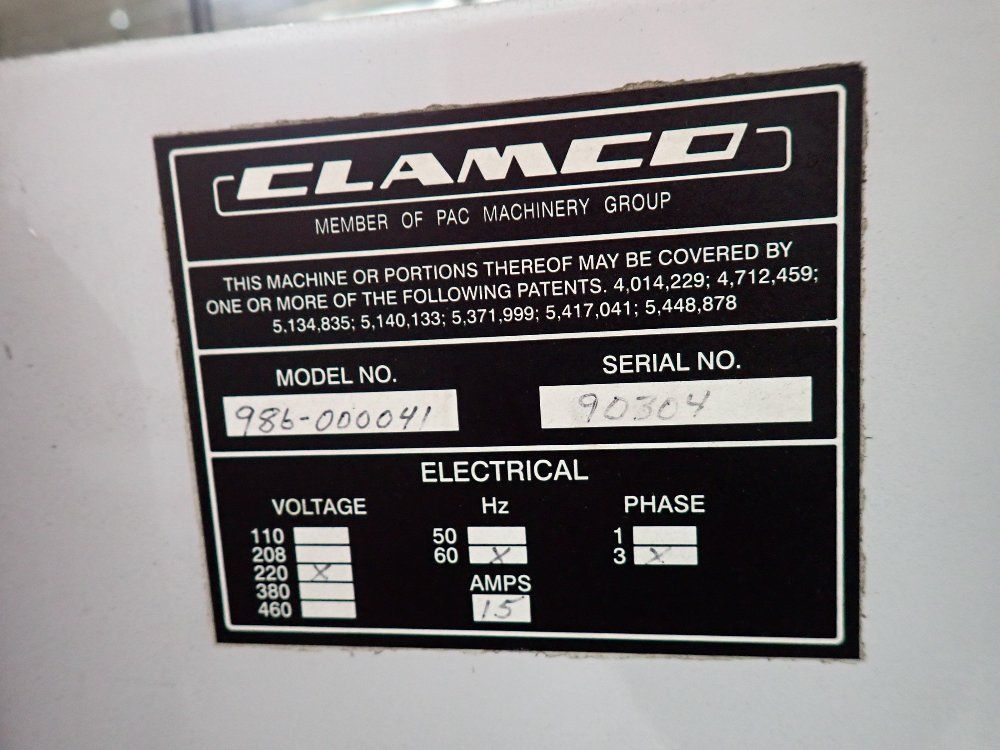 CLAMCO
MEMBER OF PAC MACHINERY GROUP
THIS MACHINE OR PORTIONS THEREOF MAY BE COVERED BY
ONE OR MORE OF THE FOLLOWING PATENTS. 4,014,229; 4,712,459;
5,134,835; 5,140,133; 5,371,999; 5,417,041; 5,448,878
MODEL NO. SERIAL NO.
986-000041 90304
ELECTRICAL
VOLTAGE Hz PHASE
110 50 1
208 60 X 3 X
220 X
380 AMPS
460 15